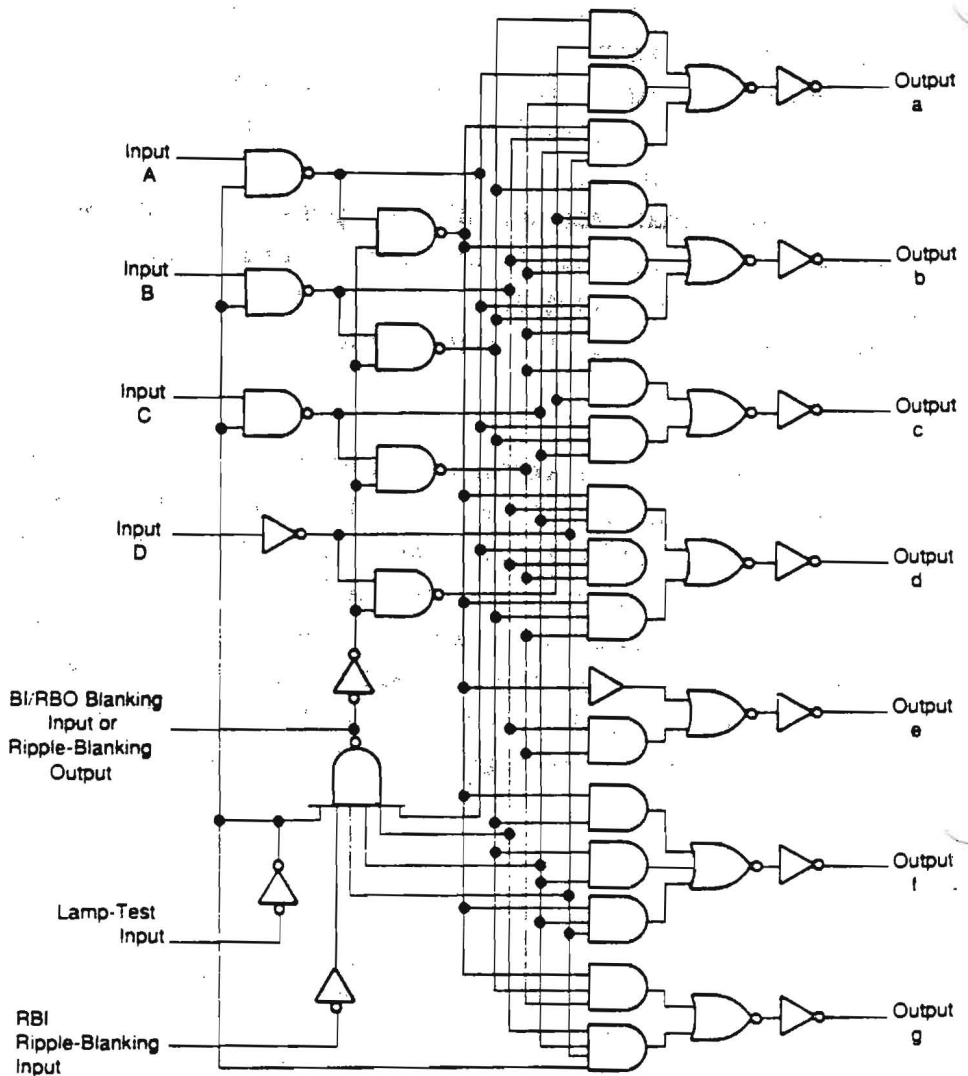 Output
a
Input
A
Output
b
Input
B
Input
C
Output
c
Input
D
Output
d
BI/RBO Blanking
Input or
Ripple-Blanking
Output
Output
e
Output
f
Lamp-Test
Input
RBI
Ripple-Blanking
Input
Output
g